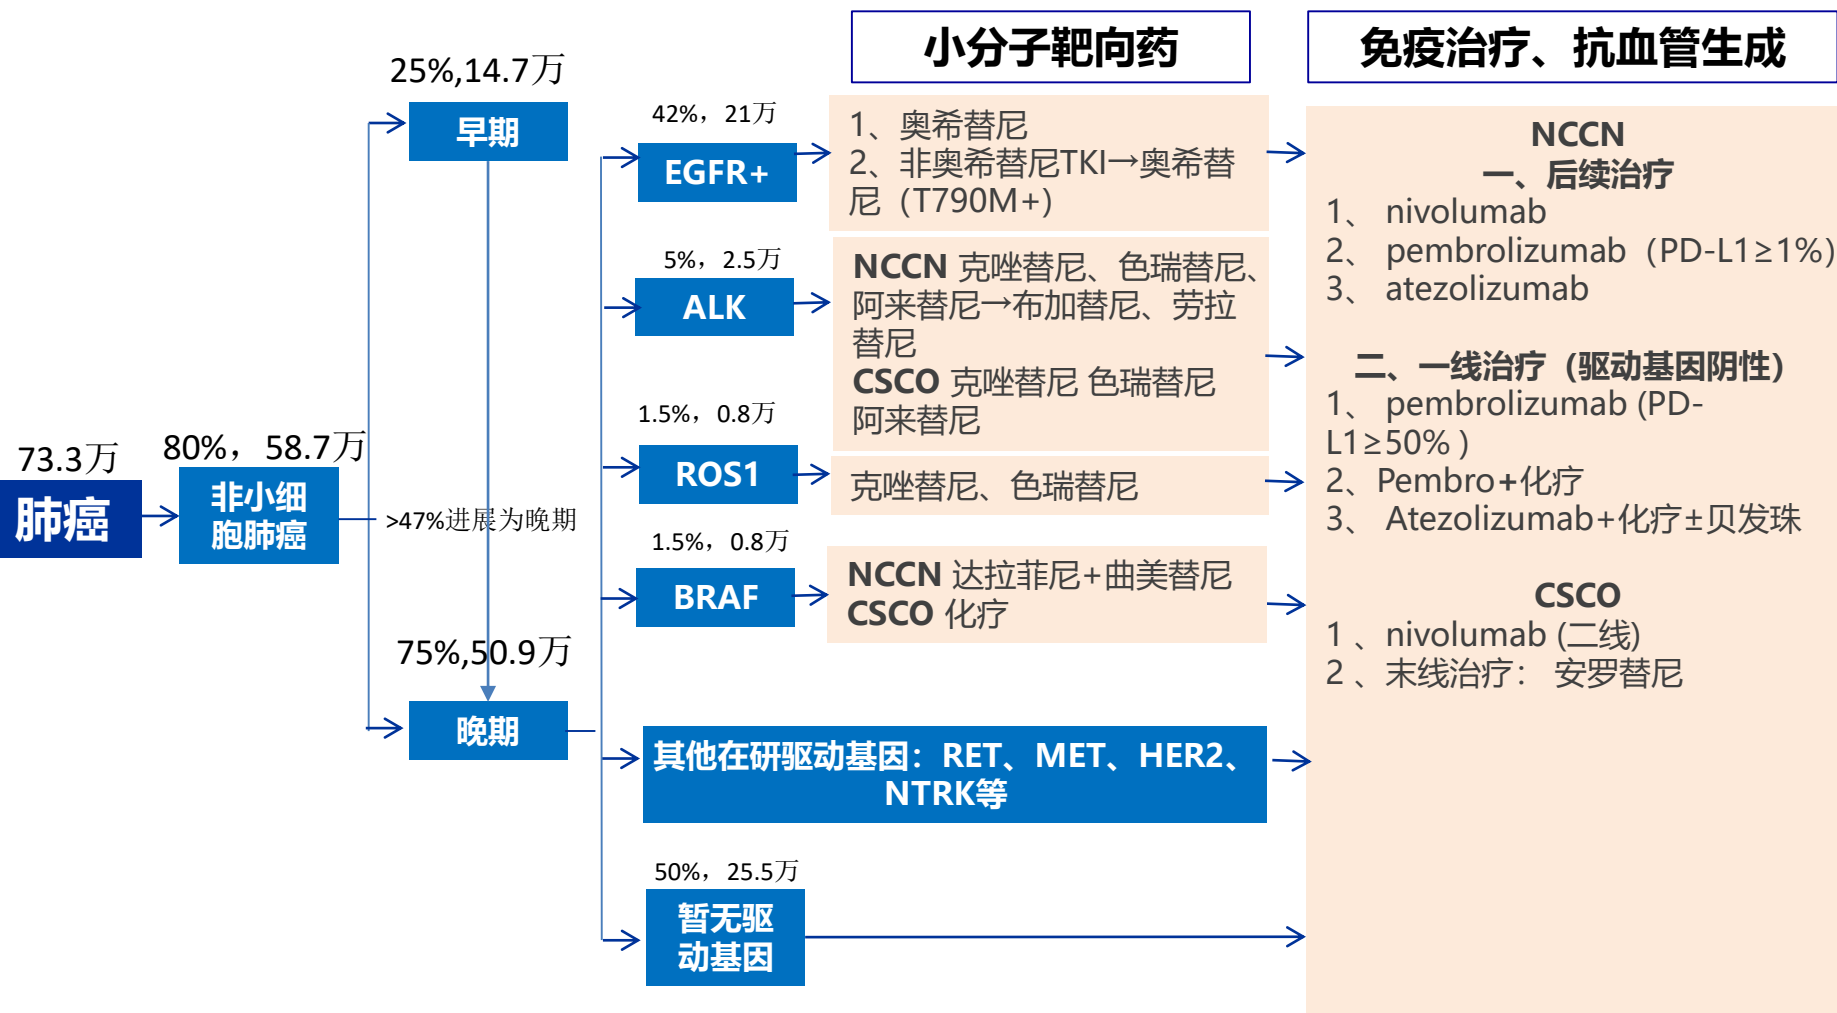 小分子靶向药
免疫治疗、抗血管生成
73.3万
肺癌
80%，58.7万
非小细
胞肺癌
25%,14.7万
早期
>47%进展为晚期
75%,50.9万
晚期
42%，21万
EGFR+
1、奥希替尼
2、非奥希替尼TKI→奥希替
尼（T790M+）
5%，2.5万
ALK
NCCN 克唑替尼、色瑞替尼、
阿来替尼→布加替尼、劳拉
替尼
CSCO 克唑替尼 色瑞替尼
阿来替尼
1.5%，0.8万
ROS1
克唑替尼、色瑞替尼
1.5%，0.8万
BRAF
NCCN 达拉菲尼+曲美替尼
CSCO 化疗
其他在研驱动基因：RET、MET、HER2、
NTRK等
50%，25.5万
暂无驱
动基因
NCCN
一、后续治疗
1、 nivolumab
2、 pembrolizumab（PD-L1≥1%）
3、 atezolizumab
二、一线治疗（驱动基因阴性）
1、 pembrolizumab (PD-
L1≥50% )
2、Pembro+化疗
3、 Atezolizumab+化疗±贝发珠
CSCO
1 、nivolumab (二线)
2 、末线治疗： 安罗替尼